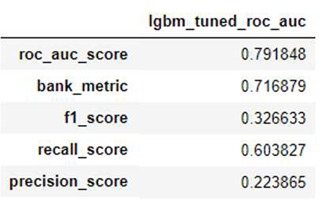 lgbm_tuned_roc_auc
roc_auc_score 0.791848
bank_metric 0.716879
f1_score 0.326633
recall_score 0.603827
precision_score 0.223865